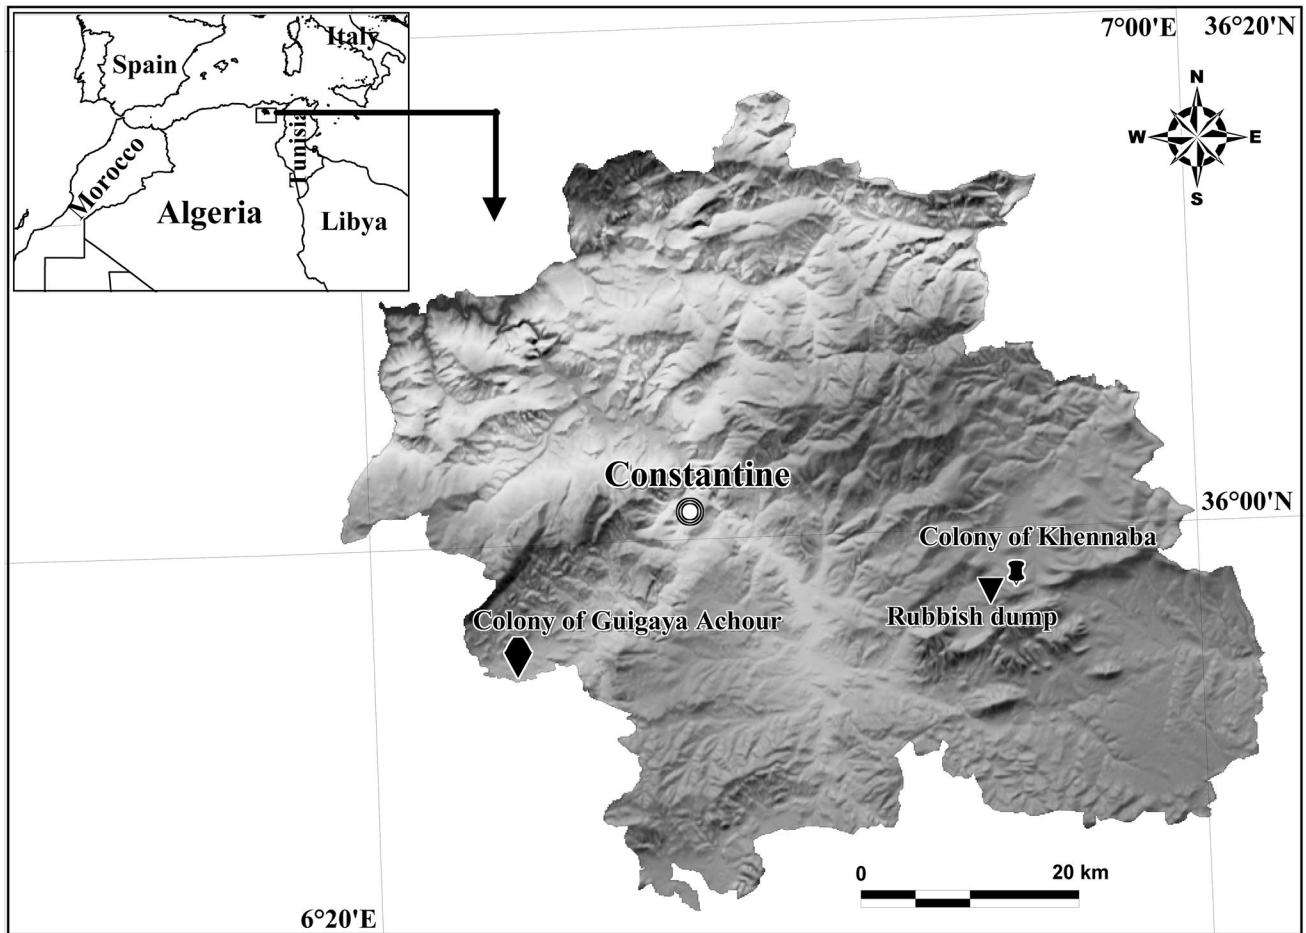 7°00'E 36°20'N
Italy
Spain
Tunisia
Morocco
Algeria
Libya
N
W E
S
Constantine
36°00'N
Colony of Khennaba
Rubbish dump
Colony of Guigaya Achour
0 20 km
6°20'E